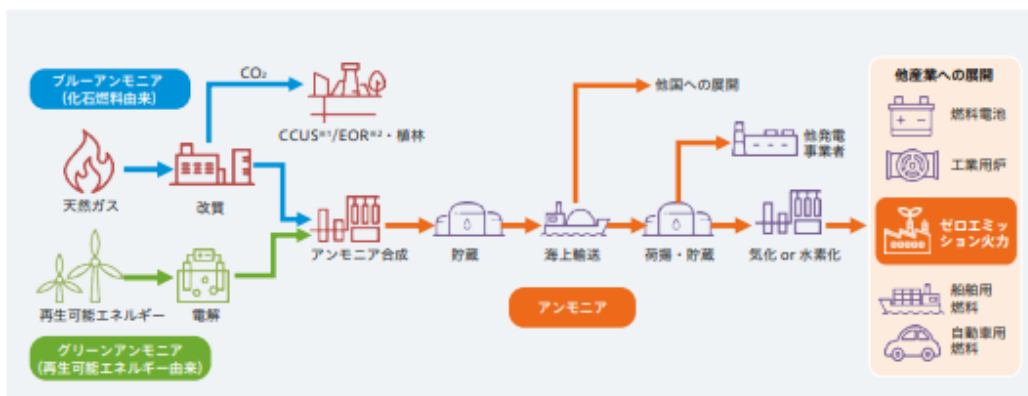 ブルーアンモニア
(化石燃料由来)
CO₂
CCUS※1/EOR※2・植林
天然ガス
改質
再生可能エネルギー
電解
グリーンアンモニア
(再生可能エネルギー由来)
アンモニア合成
貯蔵
海上輸送
荷揚・貯蔵
気化 or 水素化
アンモニア
他国への展開
他発電
事業者
他産業への展開
燃料電池
工業用炉
ゼロエミッ
ション火力
船舶用
燃料
自動車用
燃料